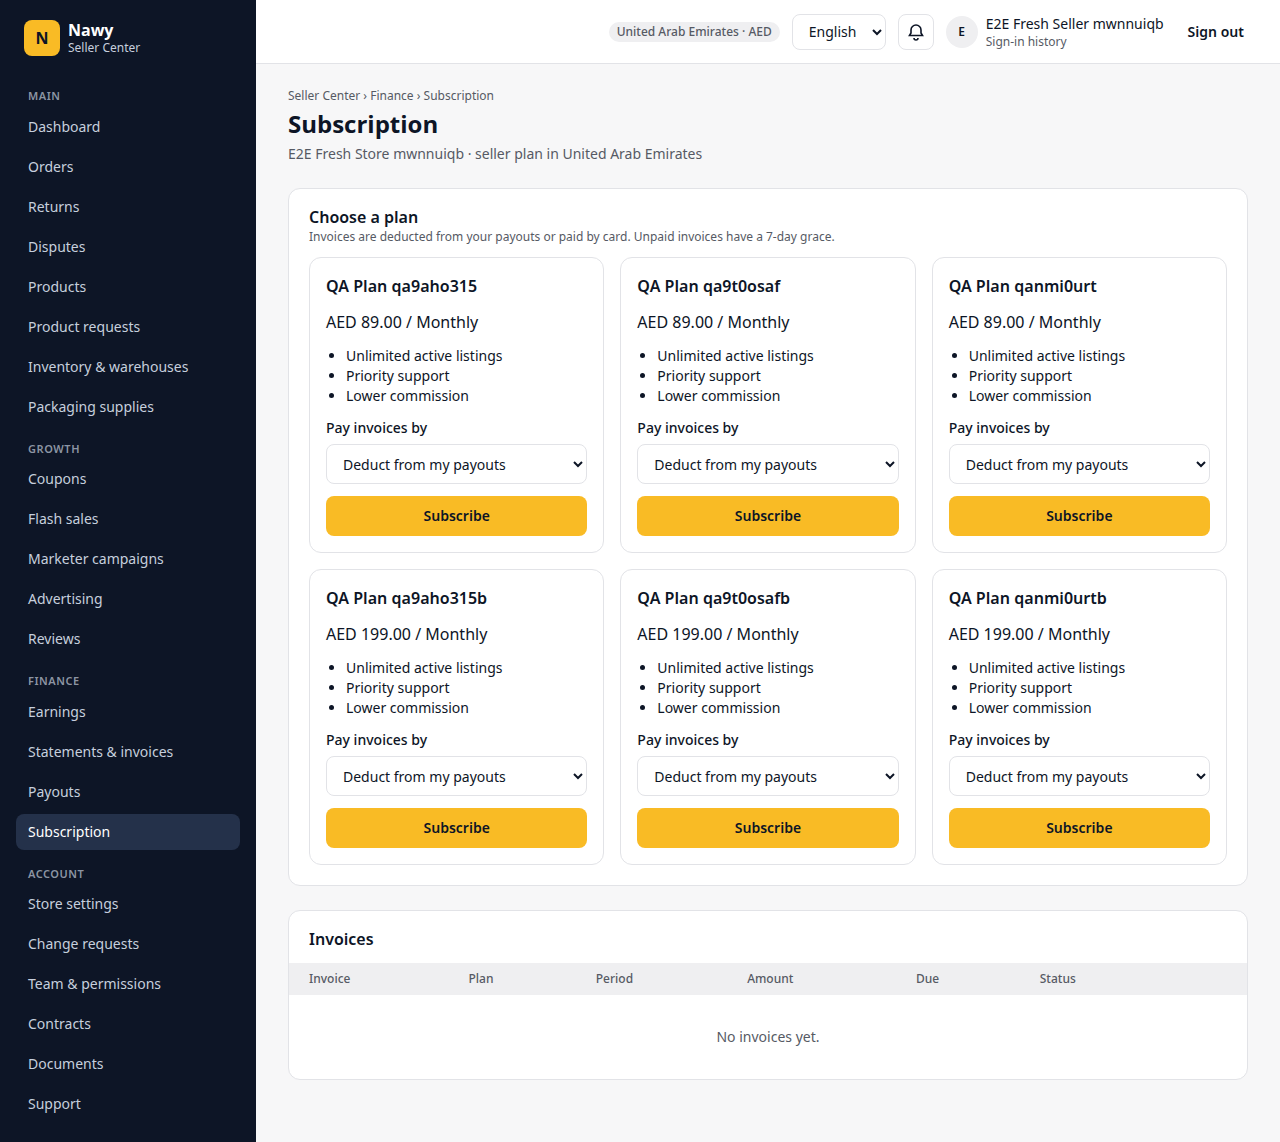 N
Nawy
Seller Center
MAIN
Dashboard
Orders
Returns
Disputes
Products
Product requests
Inventory & warehouses
Packaging supplies
GROWTH
Coupons
Flash sales
Marketer campaigns
Advertising
Reviews
FINANCE
Earnings
Statements & invoices
Payouts
Subscription
ACCOUNT
Store settings
Change requests
Team & permissions
Contracts
Documents
Support
United Arab Emirates · AED
English
E
E2E Fresh Seller mwnnuiqb
Sign-in history
Sign out
Seller Center › Finance › Subscription
Subscription
E2E Fresh Store mwnnuiqb · seller plan in United Arab Emirates
Choose a plan
Invoices are deducted from your payouts or paid by card. Unpaid invoices have a 7-day grace.
QA Plan qa9aho315
AED 89.00 / Monthly
Unlimited active listings
Priority support
Lower commission
Pay invoices by
Deduct from my payouts
Subscribe
QA Plan qa9t0osaf
AED 89.00 / Monthly
Unlimited active listings
Priority support
Lower commission
Pay invoices by
Deduct from my payouts
Subscribe
QA Plan qanmi0urt
AED 89.00 / Monthly
Unlimited active listings
Priority support
Lower commission
Pay invoices by
Deduct from my payouts
Subscribe
QA Plan qa9aho315b
AED 199.00 / Monthly
Unlimited active listings
Priority support
Lower commission
Pay invoices by
Deduct from my payouts
Subscribe
QA Plan qa9t0osafb
AED 199.00 / Monthly
Unlimited active listings
Priority support
Lower commission
Pay invoices by
Deduct from my payouts
Subscribe
QA Plan qanmi0urtb
AED 199.00 / Monthly
Unlimited active listings
Priority support
Lower commission
Pay invoices by
Deduct from my payouts
Subscribe
Invoices
Invoice Plan Period Amount Due Status
No invoices yet.